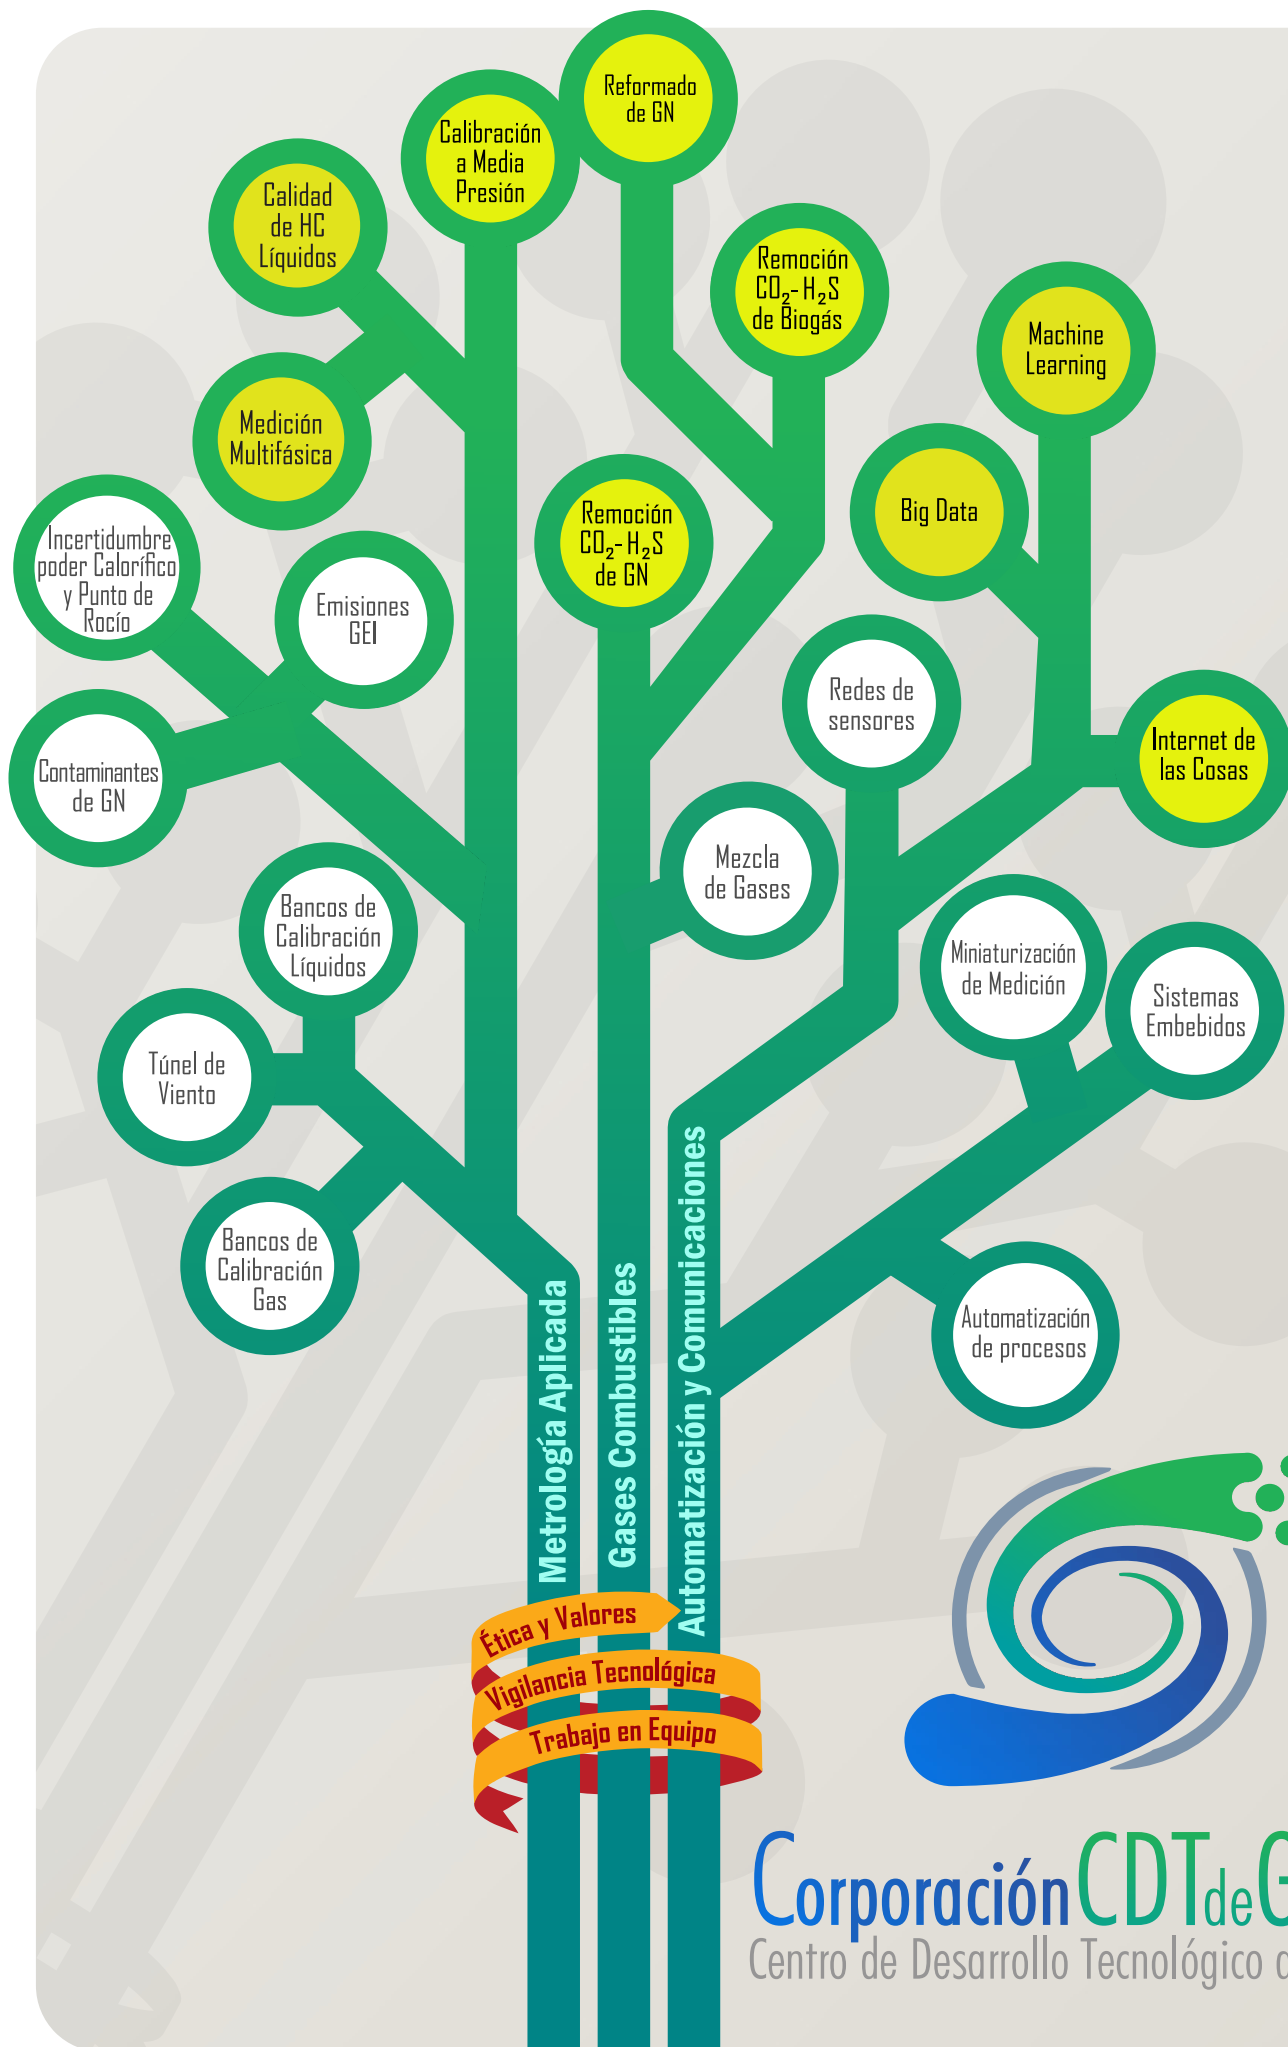 Reformado
de GN
Calibración
a Media
Presión
Calidad
de HC
Líquidos
Remoción
CO₂-H₂S
de Biogás
Machine
Learning
Medición
Multifásica
Big Data
Remoción
CO₂-H₂S
de GN
Incertidumbre
poder Calorífico
y Punto de
Rocío
Emisiones
GEI
Redes de
sensores
Internet de
las Cosas
Contaminantes
de GN
Mezcla
de Gases
Bancos de
Calibración
Líquidos
Miniaturización
de Medición
Sistemas
Embebidos
Túnel de
Viento
Bancos de
Calibración
Gas
Automatización
de procesos
Metrología Aplicada
Gases Combustibles
Automatización y Comunicaciones
Ética y Valores
Vigilancia Tecnológica
Trabajo en Equipo
Corporación CDT de
Centro de Desarrollo Tecnológico